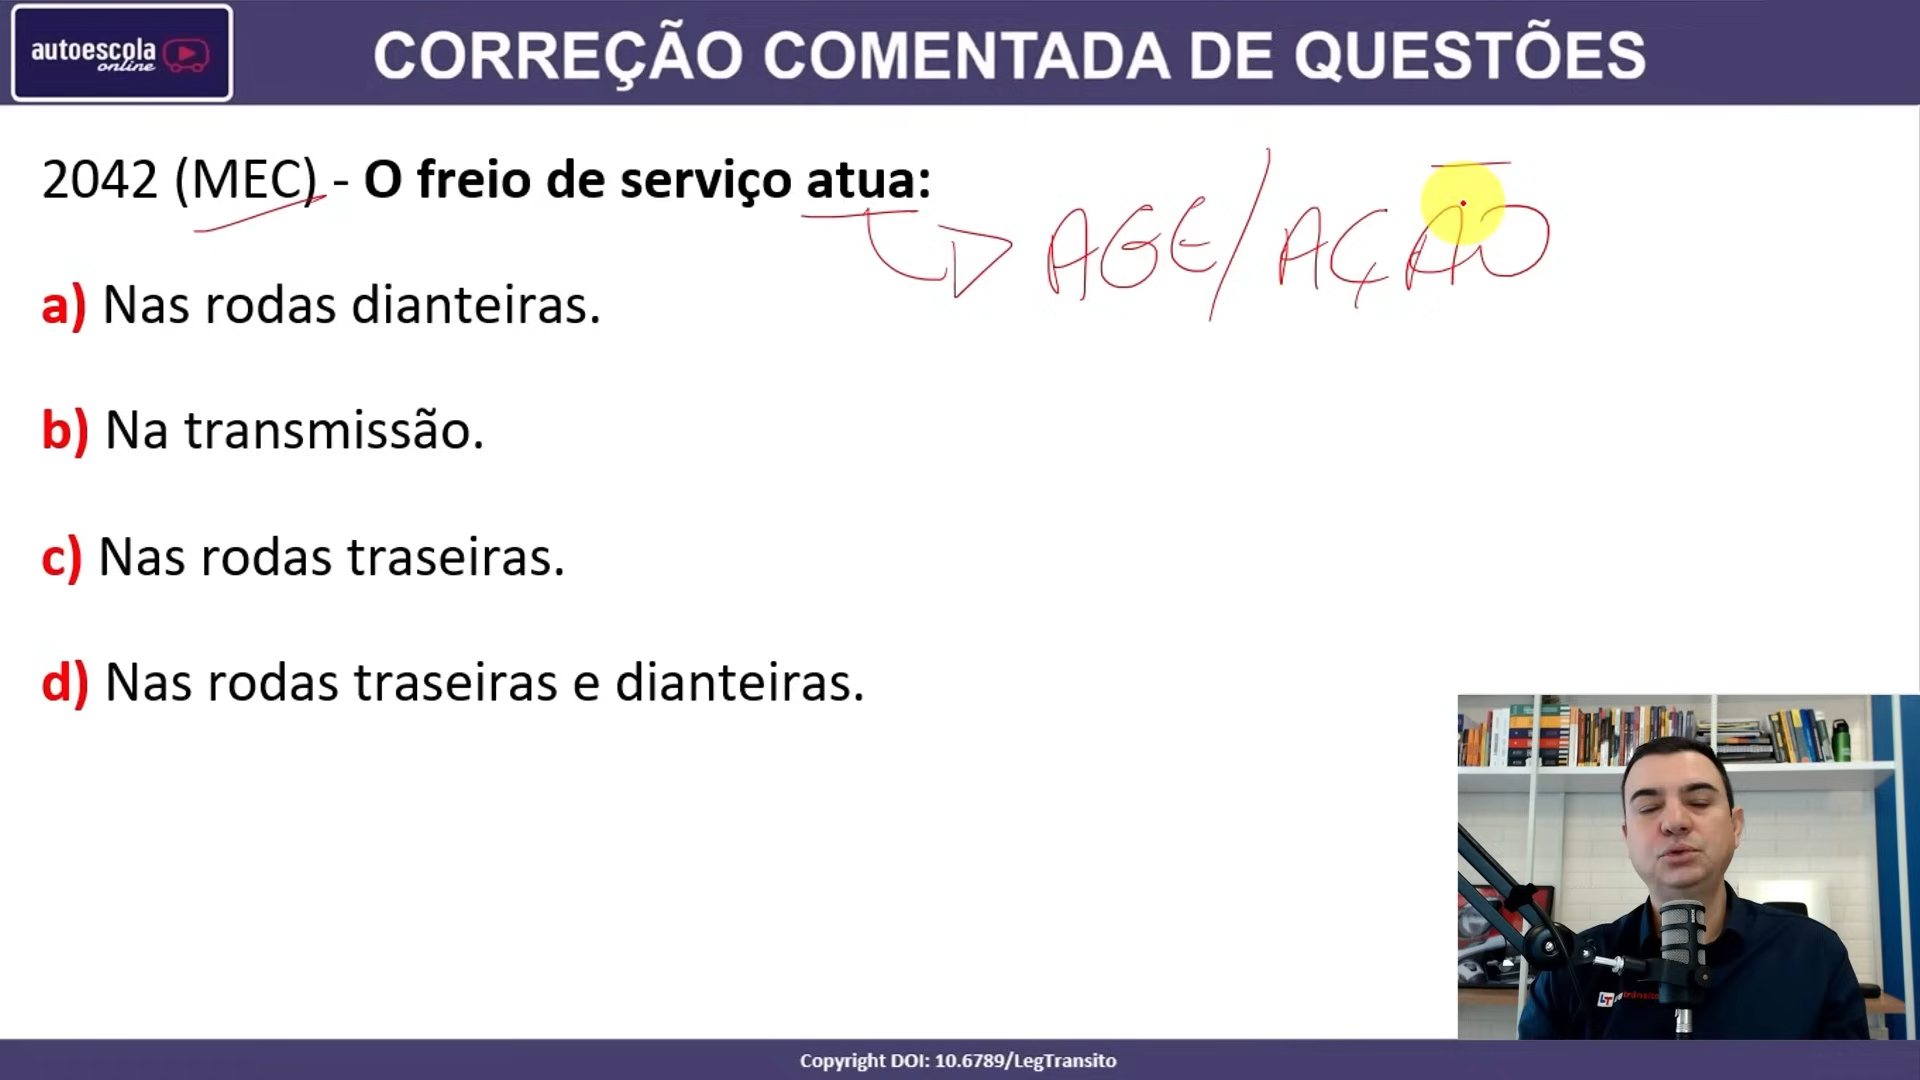 autoescola
online
CORREÇÃO COMENTADA DE QUESTÕES
2042 (MEC) - O freio de serviço atua:
AGE/AÇÃO
a) Nas rodas dianteiras.
b) Na transmissão.
c) Nas rodas traseiras.
d) Nas rodas traseiras e dianteiras.
LT
Copyright DOI: 10.6789/LegTransito